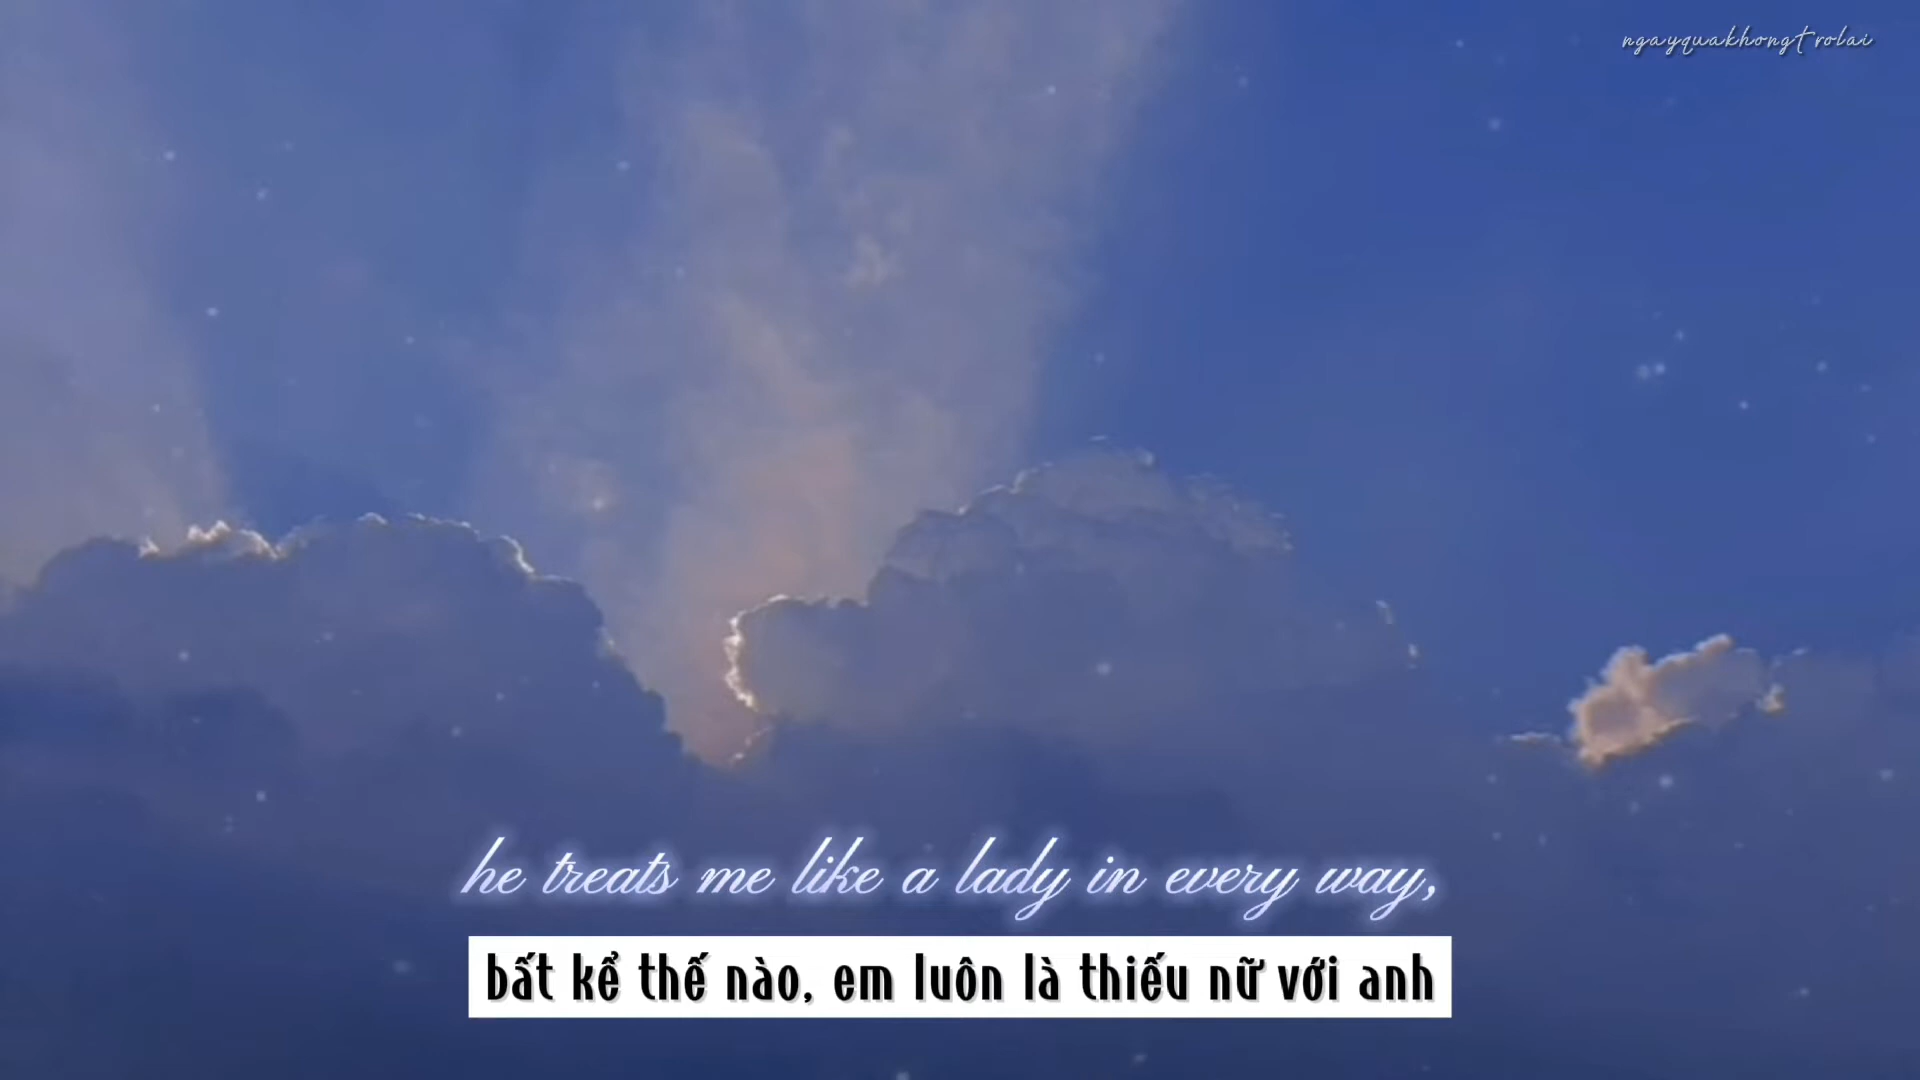 ngayquakhongtrolai
he treats me like a lady in every way,
bất kể thế nào, em luôn là thiếu nữ với anh